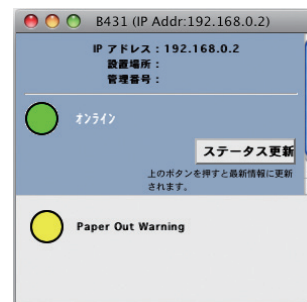 B431 (IP Addr:192.168.0.2)
IP アドレス : 192.168.0.2
設置場所 :
管理番号 :
オンライン
ステータス更新
上のボタンを押すと最新情報に更新
されます。
Paper Out Warning